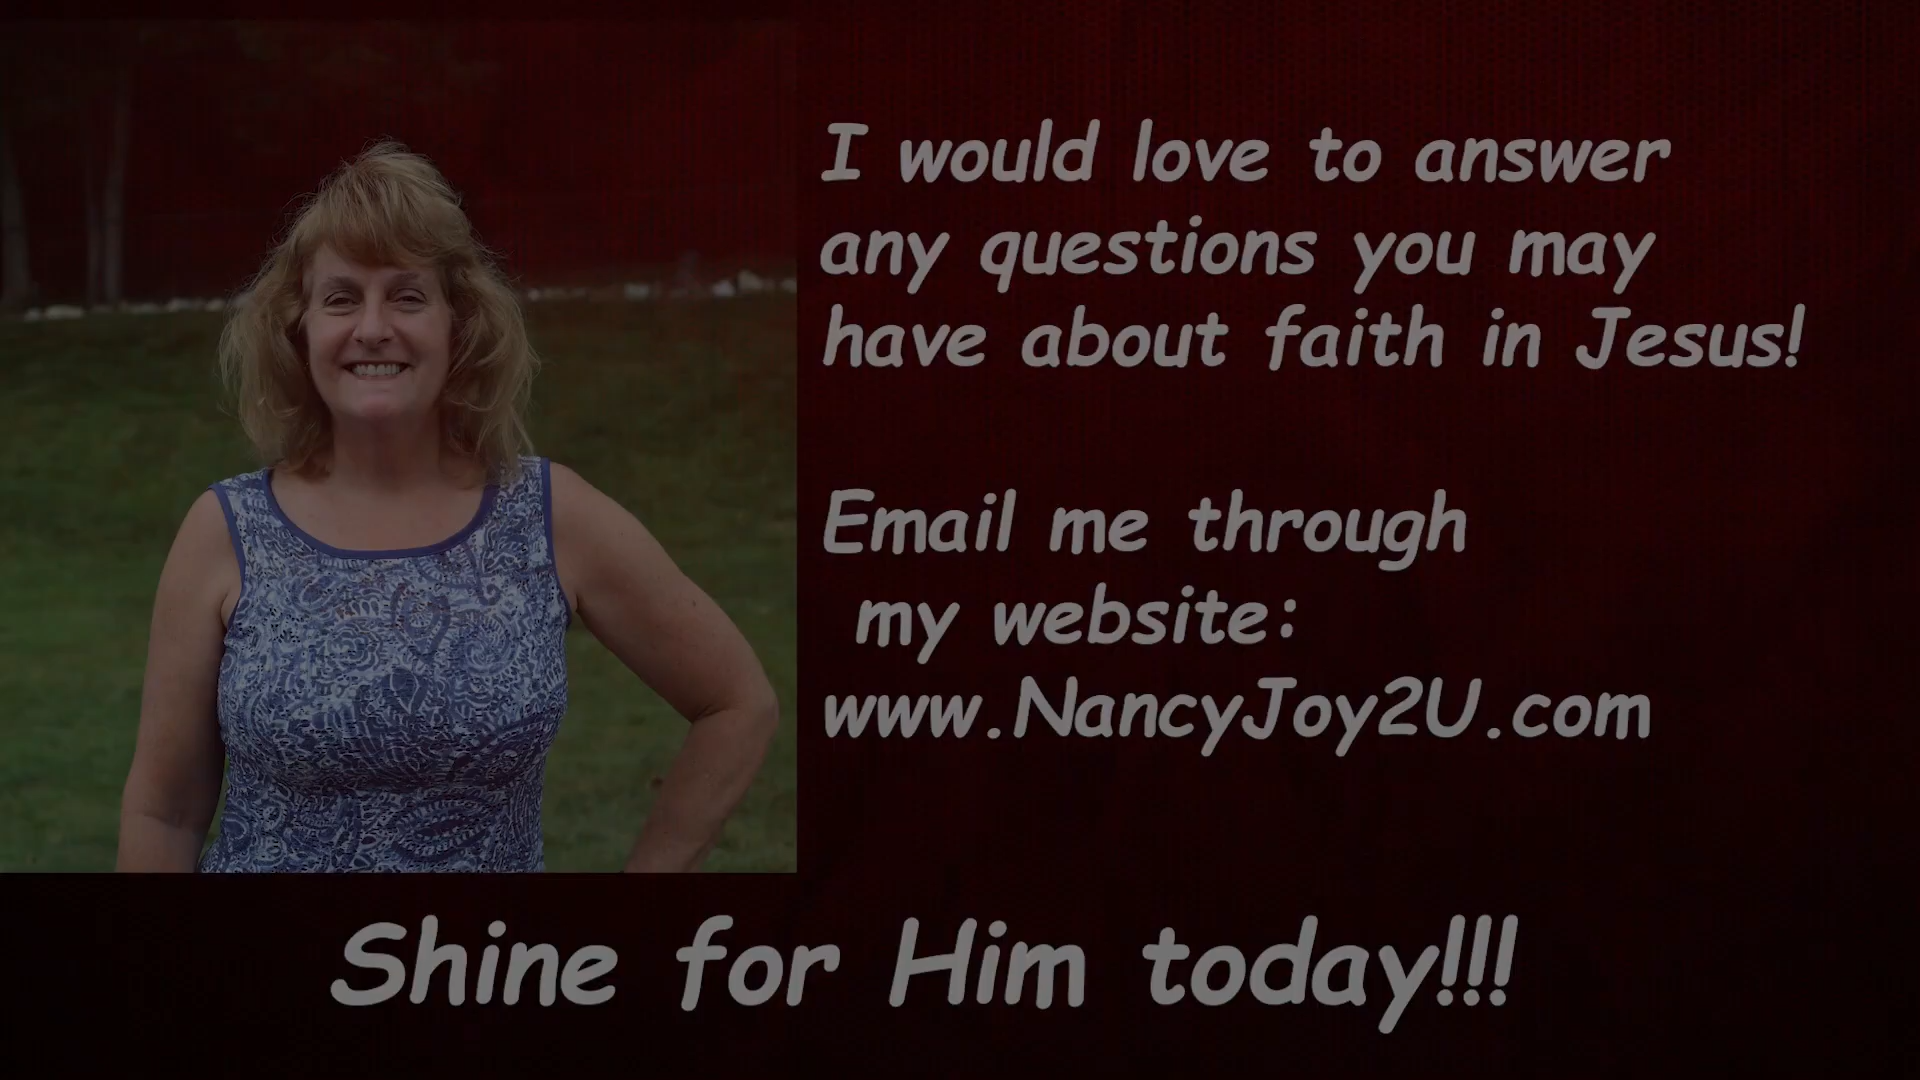 I would love to answer
any questions you may
have about faith in Jesus!
Email me through
my website:
www.NancyJoy2U.com
Shine for Him today!!!